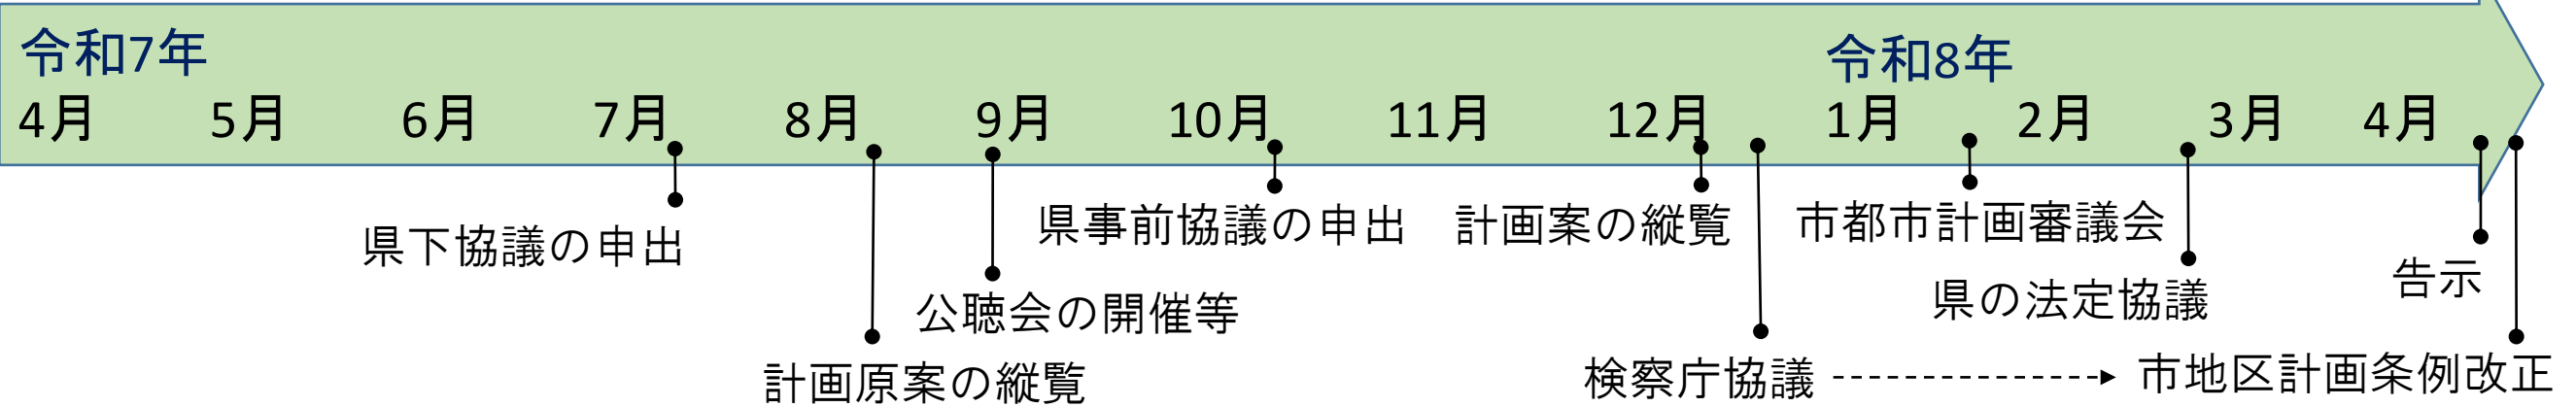 令和7年 令和8年
4月 5月 6月 7月 8月 9月 10月 11月 12月 1月 2月 3月 4月
県下協議の申出
計画原案の縦覧
公聴会の開催等
県事前協議の申出
計画案の縦覧
検察庁協議
市都市計画審議会
県の法定協議
告示
市地区計画条例改正